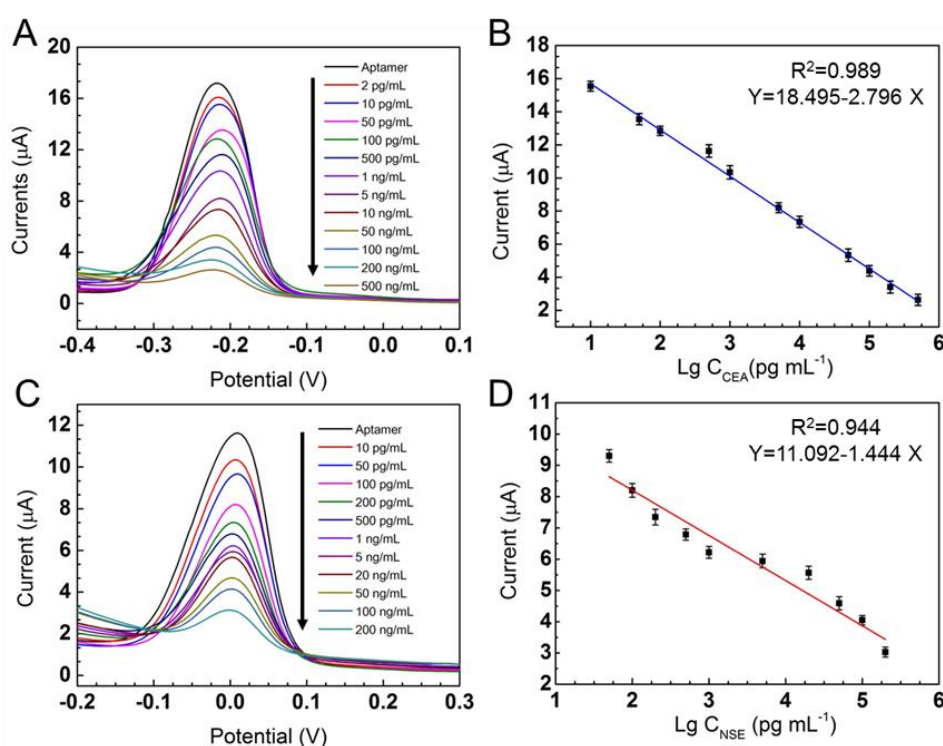 A
20
16
12
8
4
0
Currents (μA)
-0.4
-0.3
-0.2
-0.1
0.0
0.1
Potential (V)
Aptamer
2 pg/mL
10 pg/mL
50 pg/mL
100 pg/mL
500 pg/mL
1 ng/mL
5 ng/mL
10 ng/mL
50 ng/mL
100 ng/mL
200 ng/mL
500 ng/mL
B
18
16
14
12
10
8
6
4
2
Current (μA)
R²=0.989
Y=18.495-2.796 X
1
2
3
4
5
6
Lg C_CEA(pg mL⁻¹)
C
12
10
8
6
4
2
0
Current (μA)
-0.2
-0.1
0.0
0.1
0.2
0.3
Potential (V)
Aptamer
10 pg/mL
50 pg/mL
100 pg/mL
200 pg/mL
500 pg/mL
1 ng/mL
5 ng/mL
20 ng/mL
50 ng/mL
100 ng/mL
200 ng/mL
D
11
10
9
8
7
6
5
4
3
2
Current (μA)
R²=0.944
Y=11.092-1.444 X
1
2
3
4
5
6
Lg C_NSE (pg mL⁻¹)